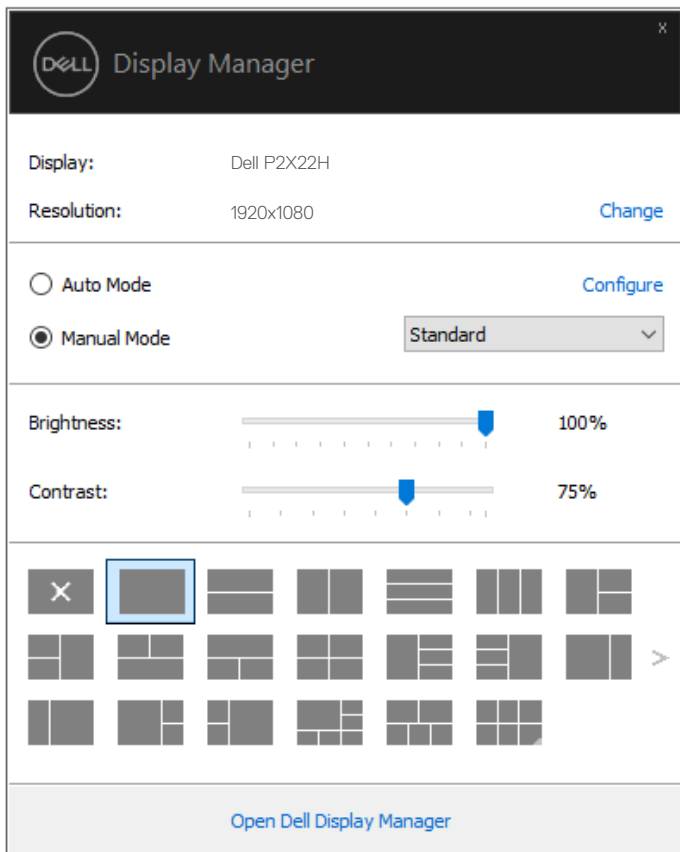 x
DELL Display Manager
Display: Dell P2X22H
Resolution: 1920x1080 Change
Auto Mode Configure
Manual Mode Standard
Brightness: 100%
Contrast: 75%
Open Dell Display Manager